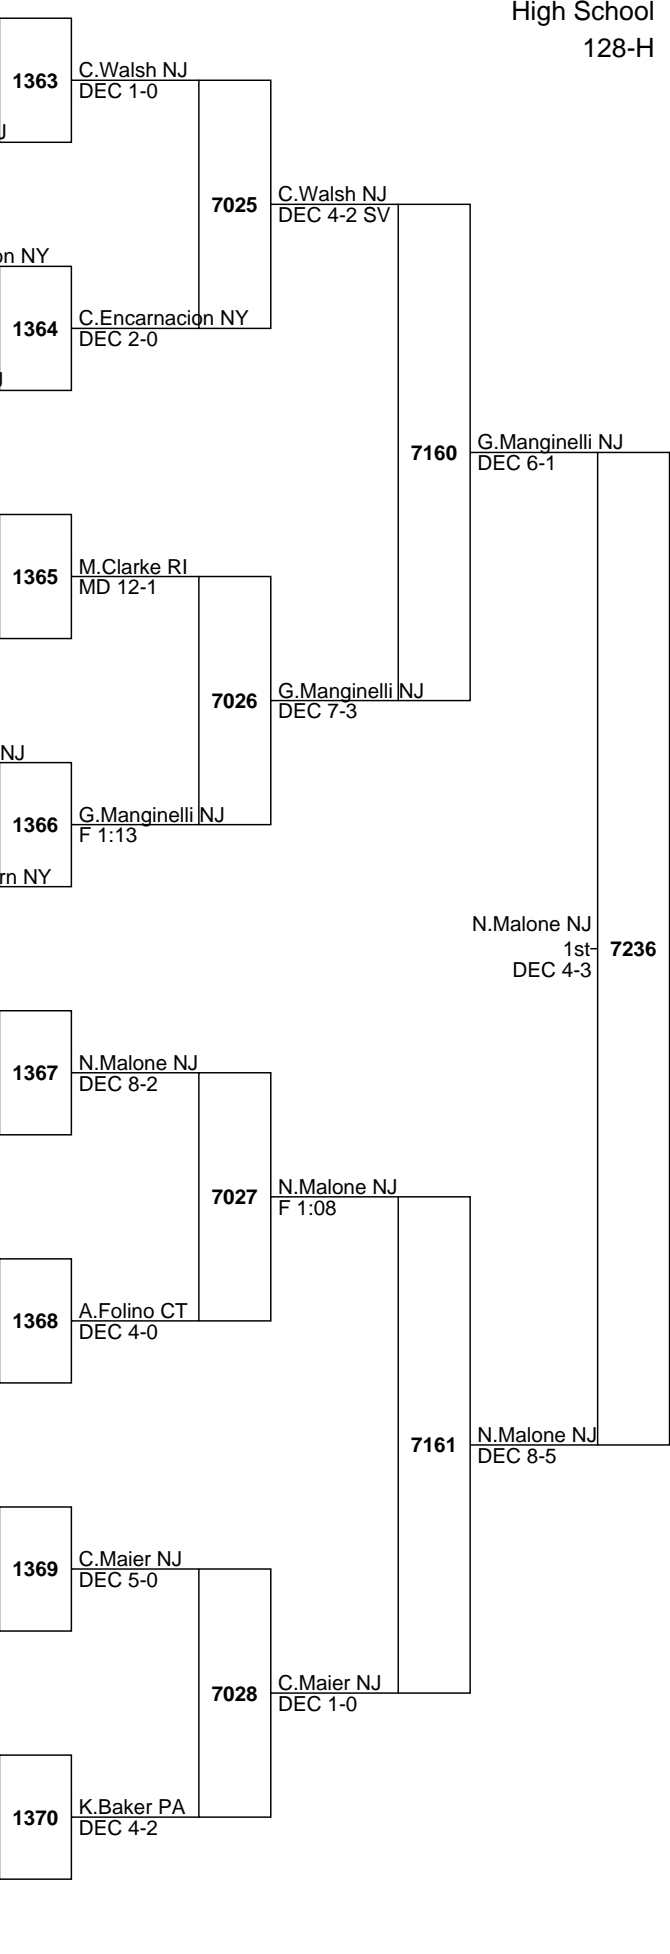 High School
128-H
1363
C.Walsh NJ
DEC 1-0
7025
C.Walsh NJ
DEC 4-2 SV
NY
1364
C.Encarnacion NY
DEC 2-0
7160
G.Manginelli NJ
DEC 6-1
1365
M.Clarke RI
MD 12-1
7026
G.Manginelli NJ
DEC 7-3
NJ
1366
G.Manginelli NJ
F 1:13
NY
N.Malone NJ
1st
DEC 4-3
7236
1367
N.Malone NJ
DEC 8-2
7027
N.Malone NJ
F 1:08
1368
A.Folino CT
DEC 4-0
7161
N.Malone NJ
DEC 8-5
1369
C.Maier NJ
DEC 5-0
7028
C.Maier NJ
DEC 1-0
1370
K.Baker PA
DEC 4-2